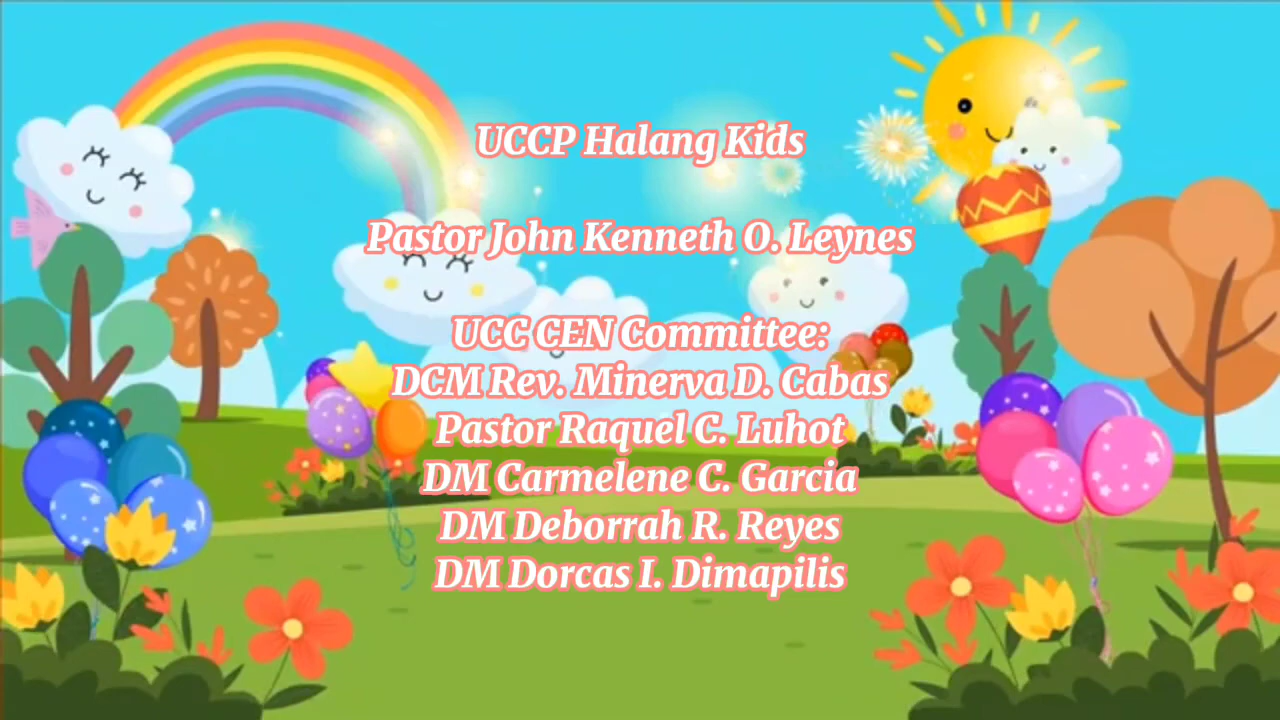 UCCP Halang Kids
Pastor John Kenneth O. Leynes
UCC CEN Committee:
DCM Rev. Minerva D. Cabas
Pastor Raquel C. Luhot
DM Carmelene C. Garcia
DM Deborrah R. Reyes
DM Dorcas I. Dimapilis